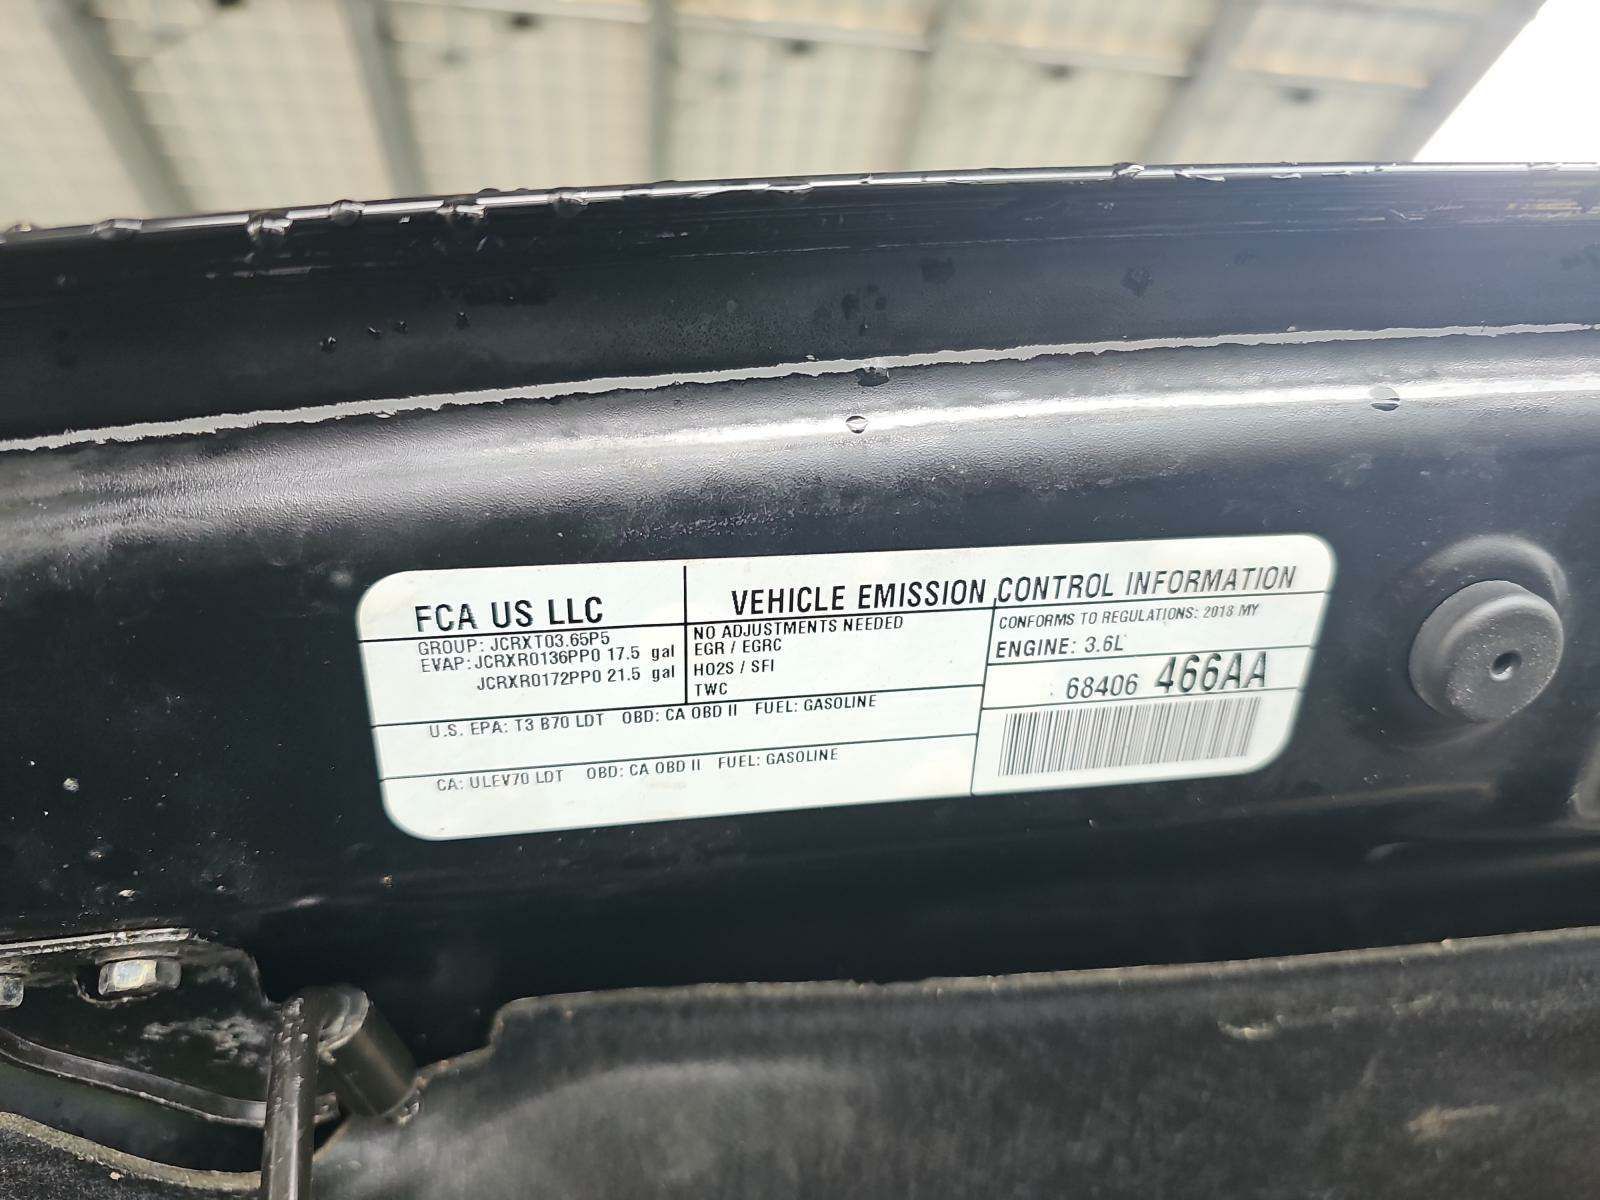 FCA US LLC
VEHICLE EMISSION CONTROL INFORMATION
GROUP: JCRXT03.65P5
EVAP: JCRXR0136PP0 17.5 gal
JCRXR0172PP0 21.5 gal
NO ADJUSTMENTS NEEDED
EGR / EGRC
HO2S / SFI
TWC
CONFORMS TO REGULATIONS: 2018 MY
ENGINE: 3.6L
68406 466AA
U.S. EPA: T3 B70 LDT OBD: CA OBD II FUEL: GASOLINE
CA: ULEV70 LDT OBD: CA OBD II FUEL: GASOLINE